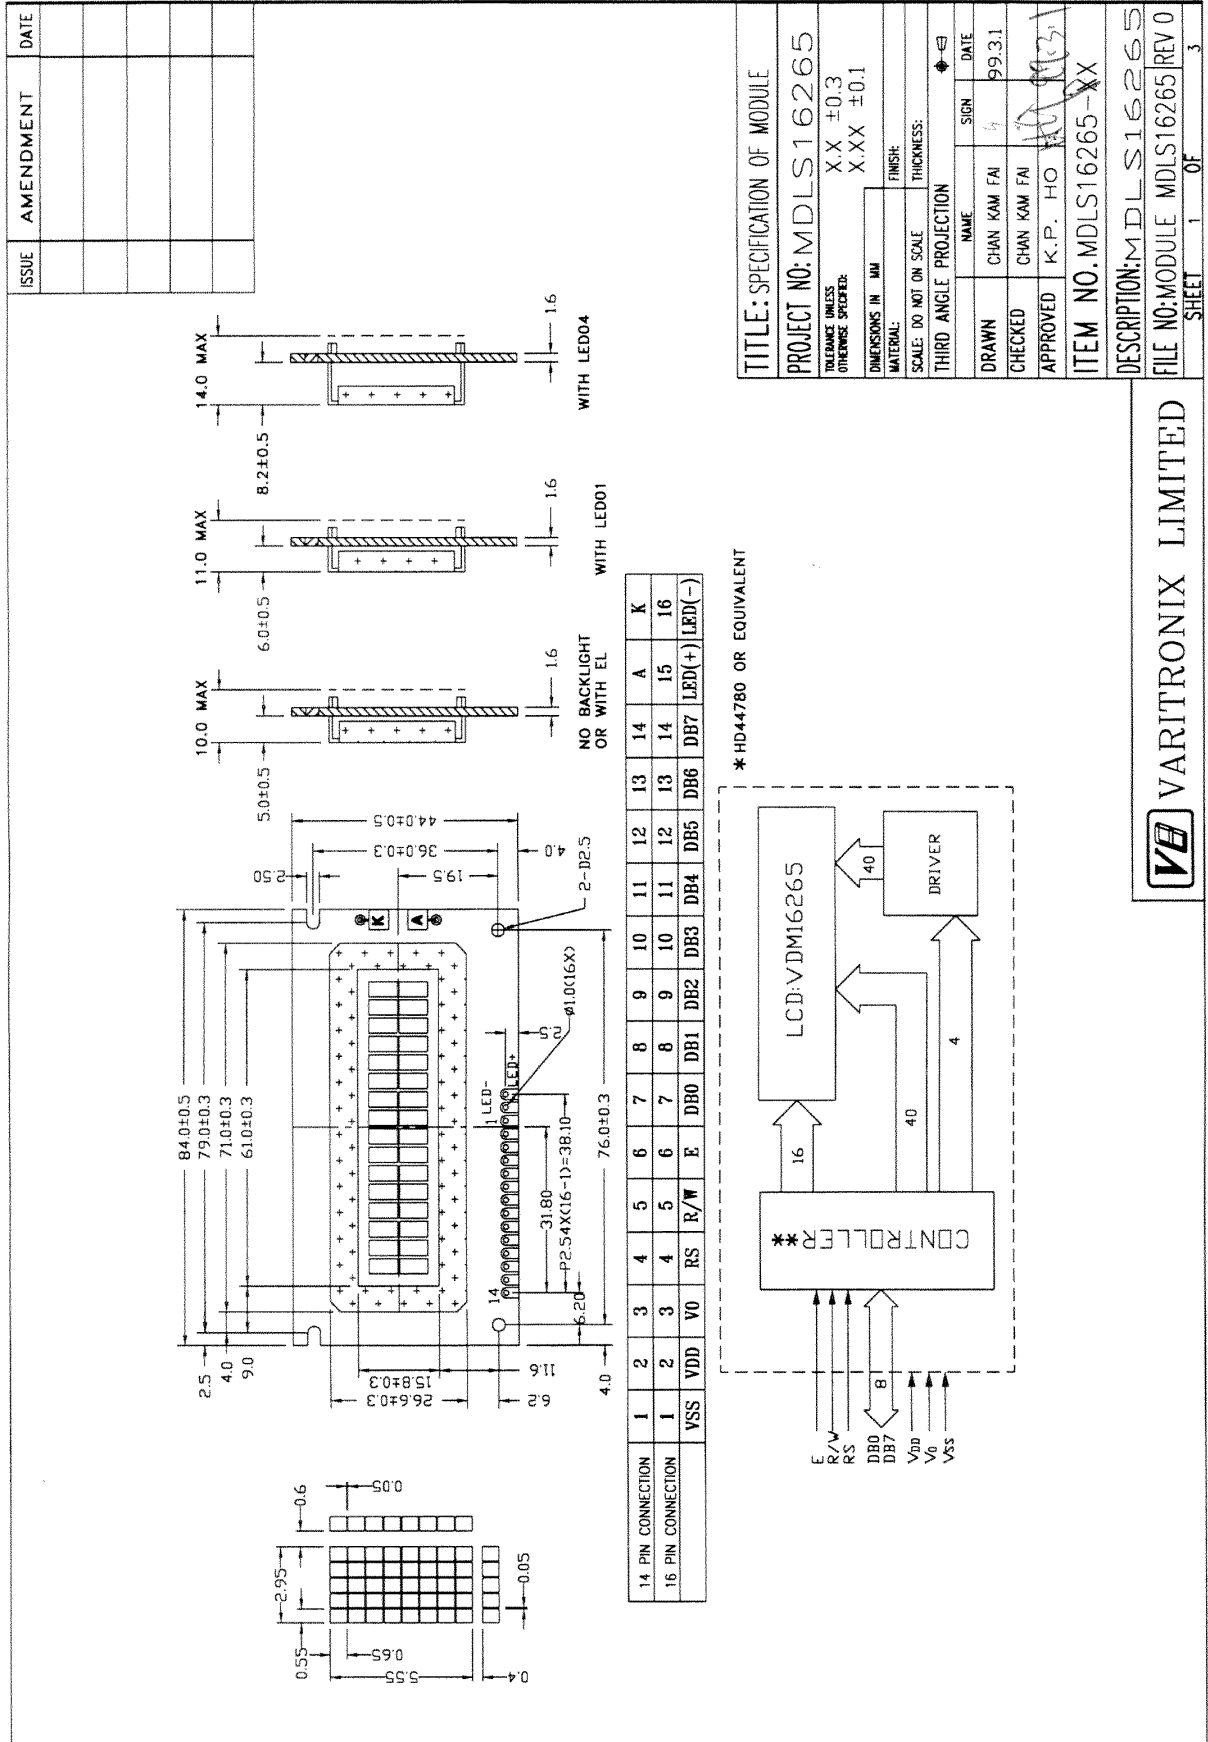 ISSUE AMENDMENT DATE
14.0 MAX
8.2±0.5
1.6
WITH LED04
11.0 MAX
6.0±0.5
1.6
WITH LED01
10.0 MAX
5.0±0.5
1.6
NO BACKLIGHT
OR WITH EL
84.0±0.5
79.0±0.3
71.0±0.3
61.0±0.3
2.5
4.0
9.0
2.50
44.0±0.5
36.0±0.3
19.5
4.0
2-D2.5
K
A
1 LED-
LED+
14
2.5
ø1.0(16X)
31.80
P2.54X(16-1)=38.10
6.20
76.0±0.3
4.0
15.8±0.3
26.6±0.3
11.6
6.2
2.95
0.6
0.05
0.55
0.65
5.55
0.4
0.05
14 PIN CONNECTION 1 2 3 4 5 6 7 8 9 10 11 12 13 14 A K
16 PIN CONNECTION 1 2 3 4 5 6 7 8 9 10 11 12 13 14 15 16
VSS VDD V0 RS R/W E DB0 DB1 DB2 DB3 DB4 DB5 DB6 DB7 LED(+) LED(-)
*HD44780 OR EQUIVALENT
E
R/W
RS
DB0
DB7
VDD
V0
VSS
8
CONTROLLER**
16
40
4
LCD:VDM16265
40
DRIVER
VARITRONIX LIMITED
TITLE: SPECIFICATION OF MODULE
PROJECT NO: MDLS16265
TOLERANCE UNLESS
OTHERWISE SPECIFIED:
X.X ±0.3
X.XX ±0.1
DIMENSIONS IN MM
MATERIAL: FINISH:
SCALE: DO NOT ON SCALE THICKNESS:
THIRD ANGLE PROJECTION
NAME SIGN DATE
DRAWN CHAN KAM FAI 99.3.1
CHECKED CHAN KAM FAI
APPROVED K.P. HO
ITEM NO.MDLS16265-XX
DESCRIPTION:MDLS16265
FILE NO:MODULE MDLS16265 REV 0
SHEET 1 OF 3